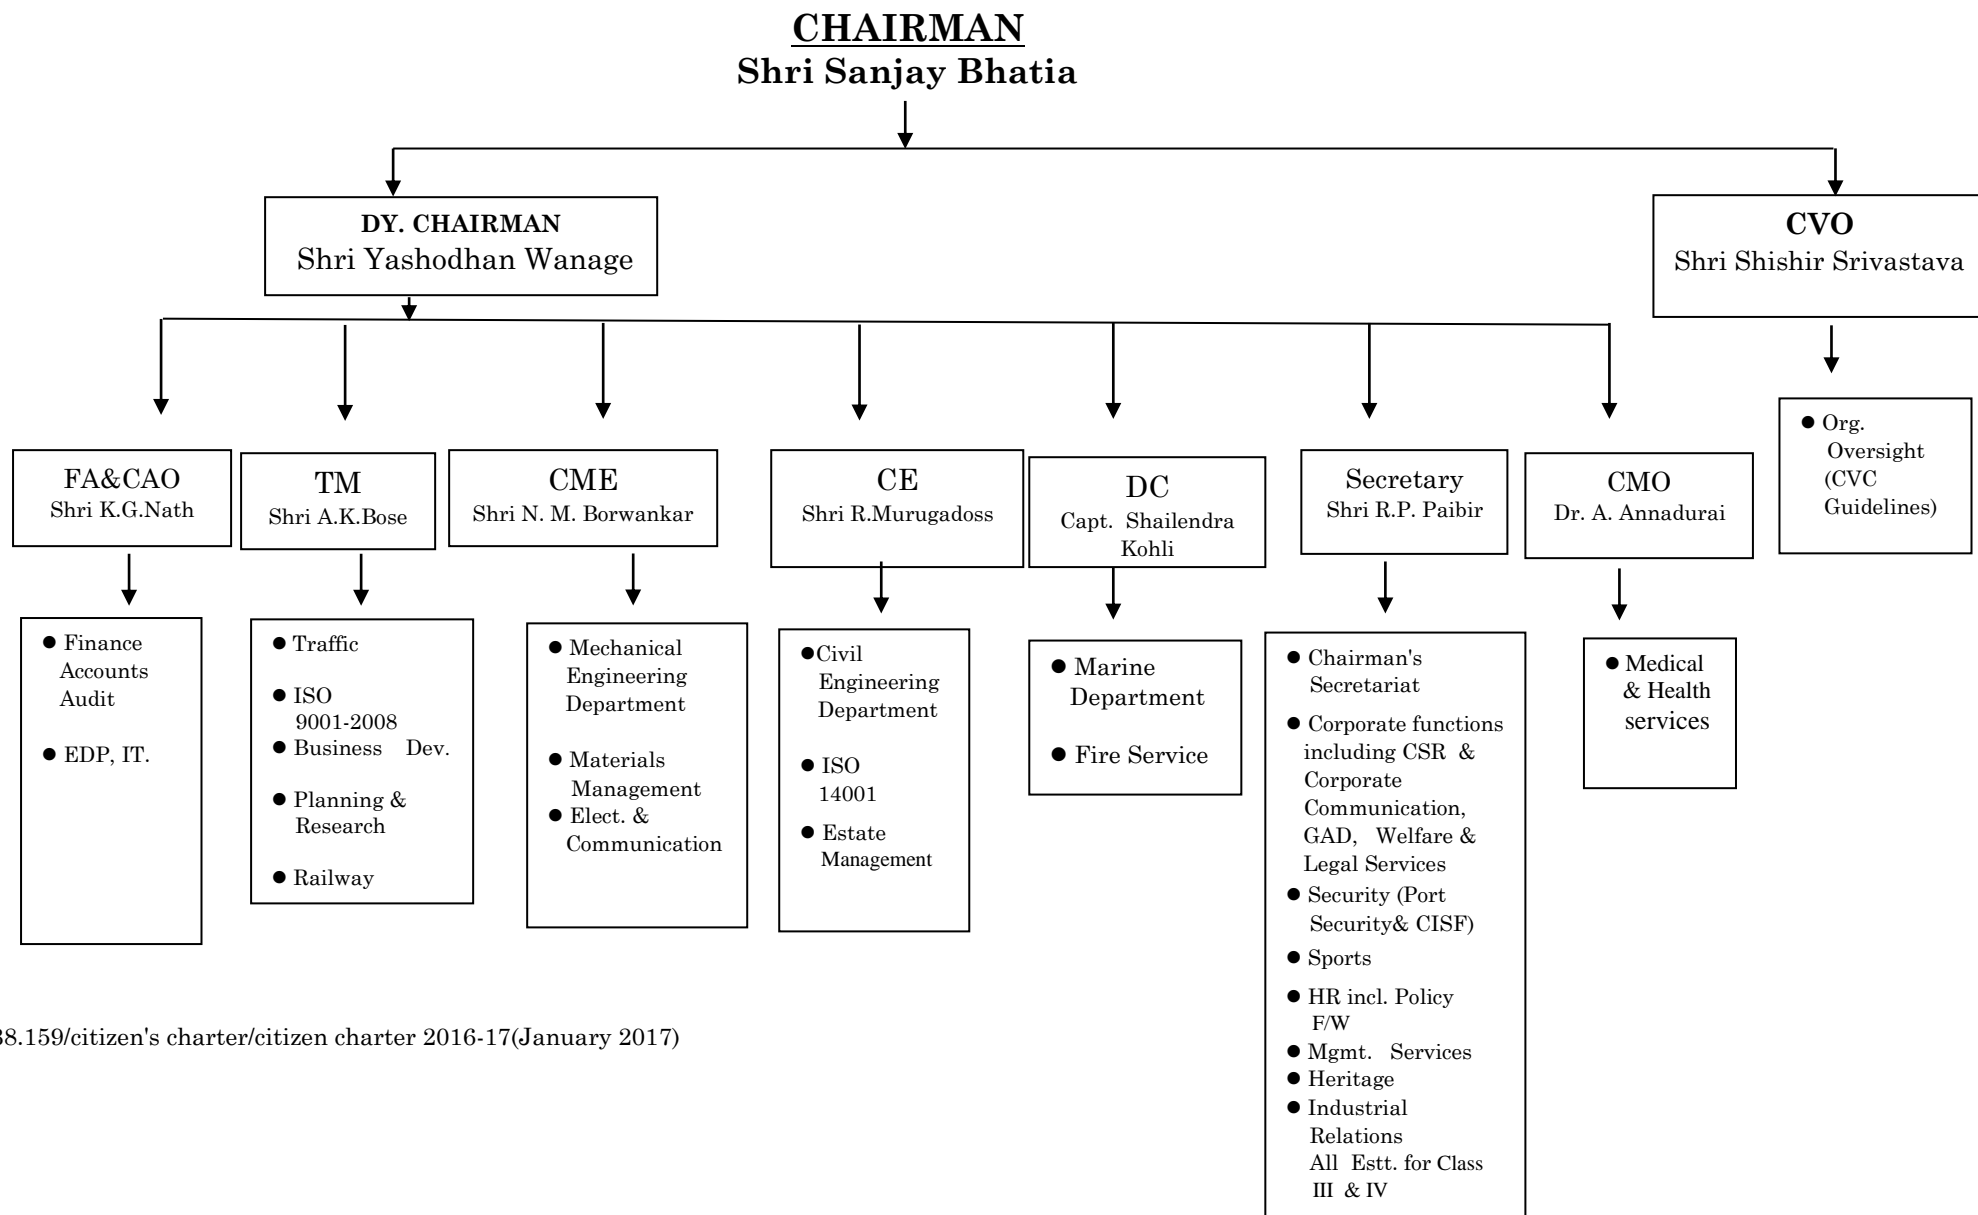 CHAIRMAN
Shri Sanjay Bhatia
DY. CHAIRMAN
Shri Yashodhan Wanage
CVO
Shri Shishir Srivastava
● Org.
Oversight
(CVC
Guidelines)
FA&CAO
Shri K.G.Nath
TM
Shri A.K.Bose
CME
Shri N. M. Borwankar
CE
Shri R.Murugadoss
DC
Capt. Shailendra
Kohli
Secretary
Shri R.P. Paibir
CMO
Dr. A. Annadurai
● Finance
Accounts
Audit
● EDP, IT.
● Traffic
● ISO
9001-2008
● Business Dev.
● Planning &
Research
● Railway
● Mechanical
Engineering
Department
● Materials
Management
● Elect. &
Communication
●Civil
Engineering
Department
● ISO
14001
● Estate
Management
● Marine
Department
● Fire Service
● Chairman's
Secretariat
● Corporate functions
including CSR &
Corporate
Communication,
GAD, Welfare &
Legal Services
● Security (Port
Security& CISF)
● Sports
● HR incl. Policy
F/W
● Mgmt. Services
● Heritage
● Industrial
Relations
All Estt. for Class
III & IV
● Medical
& Health
services
8.159/citizen's charter/citizen charter 2016-17(January 2017)